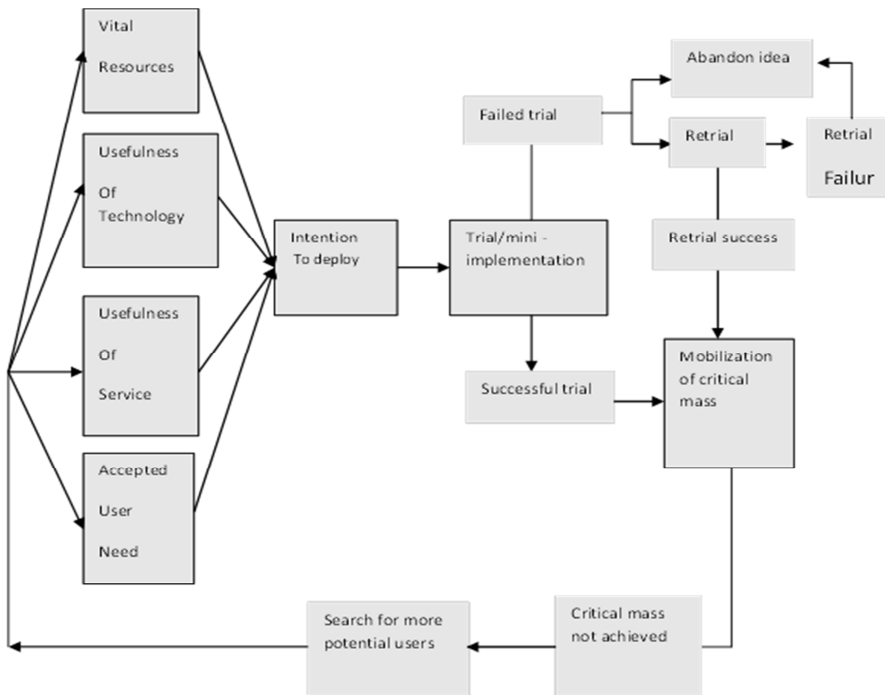 Vital
Resources
Usefulness
Of
Technology
Usefulness
Of
Service
Accepted
User
Need
Intention
To deploy
Trial/mini -
implementation
Failed trial
Abandon idea
Retrial
Retrial
Failur
Retrial success
Successful trial
Mobilization
of critical
mass
Critical mass
not achieved
Search for more
potential users